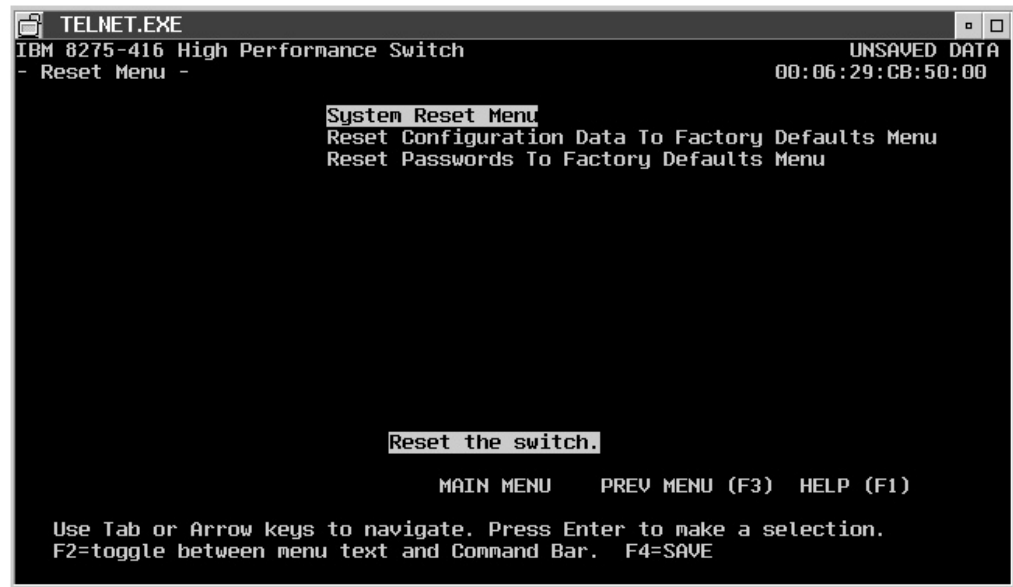 TELNET.EXE
IBM 8275-416 High Performance Switch UNSAVED DATA
- Reset Menu - 00:06:29:CB:50:00
System Reset Menu
Reset Configuration Data To Factory Defaults Menu
Reset Passwords To Factory Defaults Menu
Reset the switch.
MAIN MENU PREV MENU (F3) HELP (F1)
Use Tab or Arrow keys to navigate. Press Enter to make a selection.
F2=toggle between menu text and Command Bar. F4=SAVE